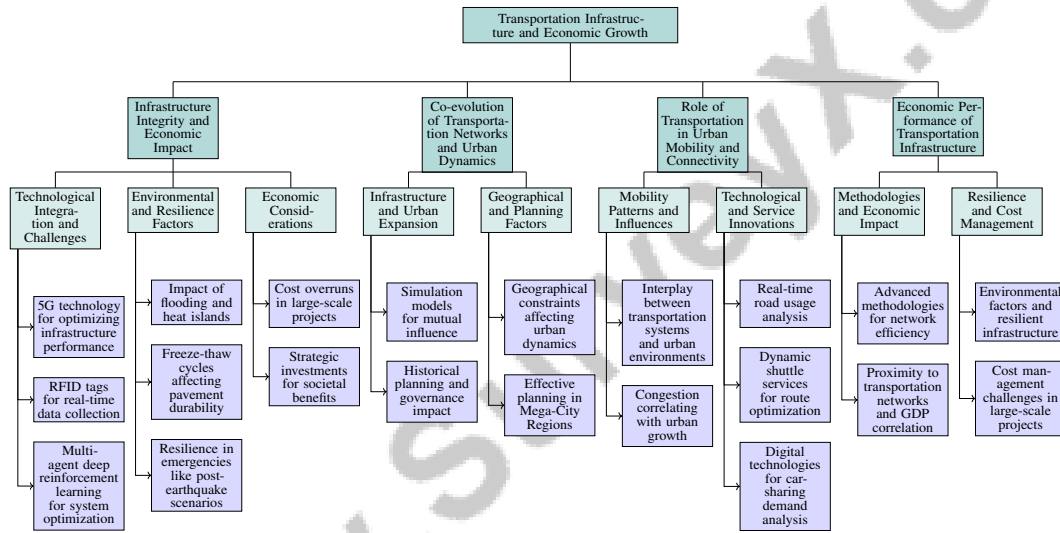 Transportation Infrastruc-
ture and Economic Growth
Infrastructure
Integrity and
Economic
Impact
Co-evolution
of Transporta-
tion Networks
and Urban
Dynamics
Role of
Transportation
in Urban
Mobility and
Connectivity
Economic Per-
formance of
Transportation
Infrastructure
Technological
Integra-
tion and
Challenges
Environmental
and Resilience
Factors
Economic
Consid-
erations
Infrastructure
and Urban
Expansion
Geographical
and Planning
Factors
Mobility
Patterns and
Influences
Technological
and Service
Innovations
Methodologies
and Economic
Impact
Resilience
and Cost
Management
5G technology
for optimizing
infrastructure
performance
RFID tags
for real-time
data collection
Multi-
agent deep
reinforcement
learning
for system
optimization
Impact of
flooding and
heat islands
Freeze-thaw
cycles
affecting
pavement
durability
Resilience in
emergencies
like post-
earthquake
scenarios
Cost overruns
in large-scale
projects
Strategic
investments
for societal
benefits
Simulation
models for
mutual
influence
Historical
planning and
governance
impact
Geographical
constraints
affecting
urban
dynamics
Effective
planning in
Mega-City
Regions
Interplay
between
transportation
systems
and urban
environments
Congestion
correlating
with urban
growth
Real-time
road usage
analysis
Dynamic
shuttle
services
for route
optimization
Digital
technologies
for car-
sharing
demand
analysis
Advanced
methodologies
for network
efficiency
Proximity to
transportation
networks
and GDP
correlation
Environmental
factors and
resilient
infrastructure
Cost man-
agement
challenges in
large-scale
projects